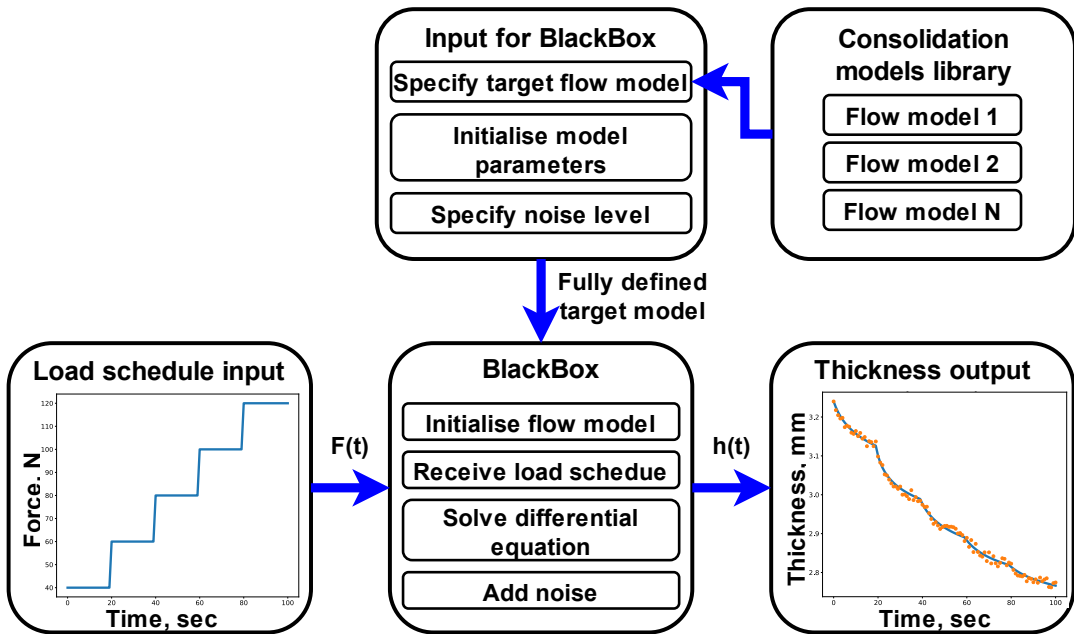 Input for BlackBox
Specify target flow model
Initialise model
parameters
Specify noise level
Consolidation
models library
Flow model 1
Flow model 2
Flow model N
Fully defined
target model
Load schedule input
120
100
80
60
40
0
20
40
60
80
100
Force. N
Time, sec
F(t)
BlackBox
Initialise flow model
Receive load schedue
Solve differential
equation
Add noise
h(t)
Thickness output
3.2
3.1
3.0
2.9
2.8
0
20
40
60
80
100
Thickness, mm
Time, sec